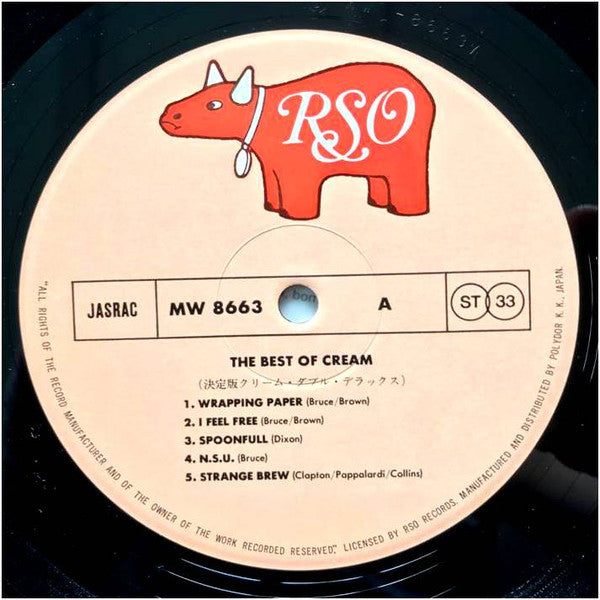 RSO
JASRAC
MW 8663
bon
A
ST 33
THE BEST OF CREAM
(決定版クリーム・ダブル・デラックス)
1. WRAPPING PAPER (Bruce/Brown)
2. I FEEL FREE (Bruce/Brown)
3. SPOONFULL (Dixon)
4. N.S.U. (Bruce)
5. STRANGE BREW (Clapton/Pappalardi/Collins)
"ALL RIGHTS OF THE RECORD MANUFACTURER AND OF THE OWNER OF THE WORK RECORDED RESERVED". LICENSED BY RSO RECORDS. MANUFACTURED AND DISTRIBUTED BY POLYDOR K. K., JAPAN.